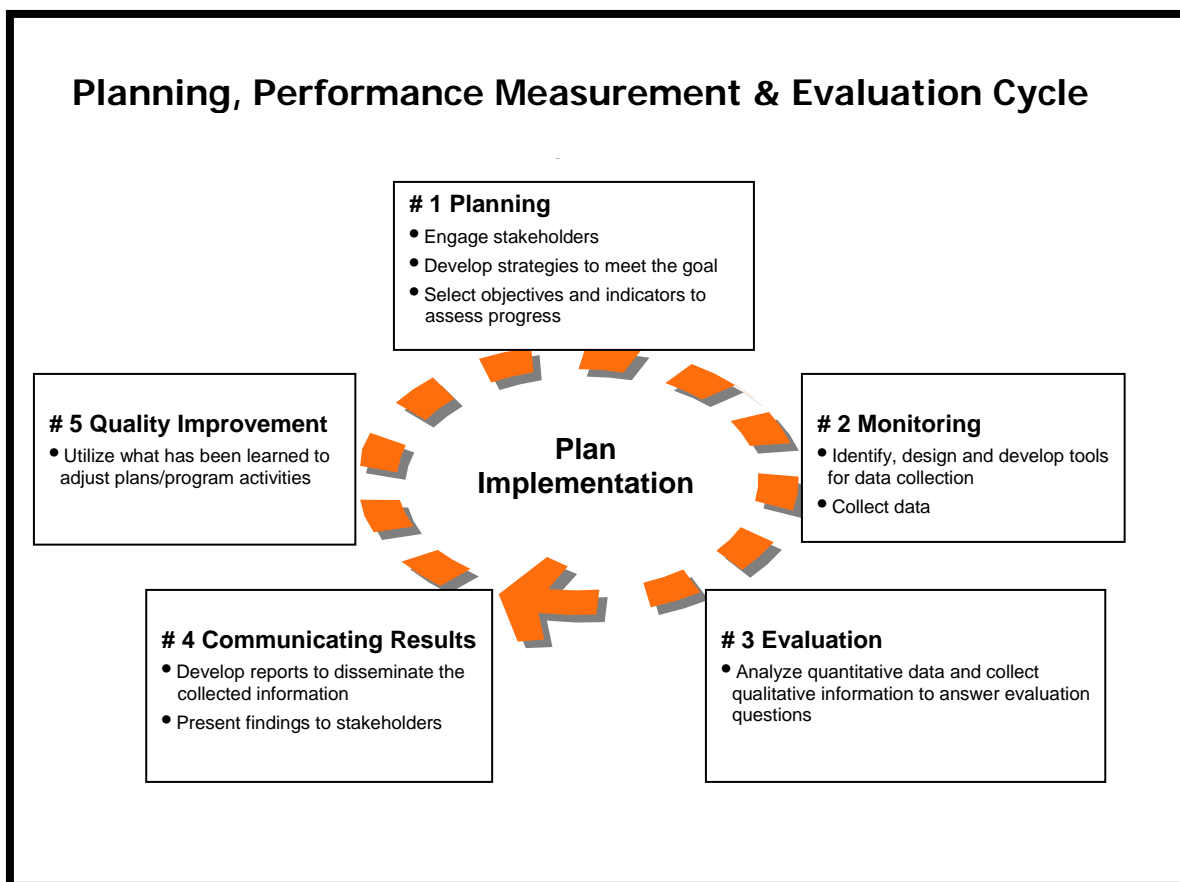 Planning, Performance Measurement & Evaluation Cycle
# 1 Planning
• Engage stakeholders
• Develop strategies to meet the goal
• Select objectives and indicators to
assess progress
# 2 Monitoring
• Identify, design and develop tools
for data collection
• Collect data
# 3 Evaluation
• Analyze quantitative data and collect
qualitative information to answer evaluation
questions
# 4 Communicating Results
• Develop reports to disseminate the
collected information
• Present findings to stakeholders
# 5 Quality Improvement
• Utilize what has been learned to
adjust plans/program activities
Plan
Implementation